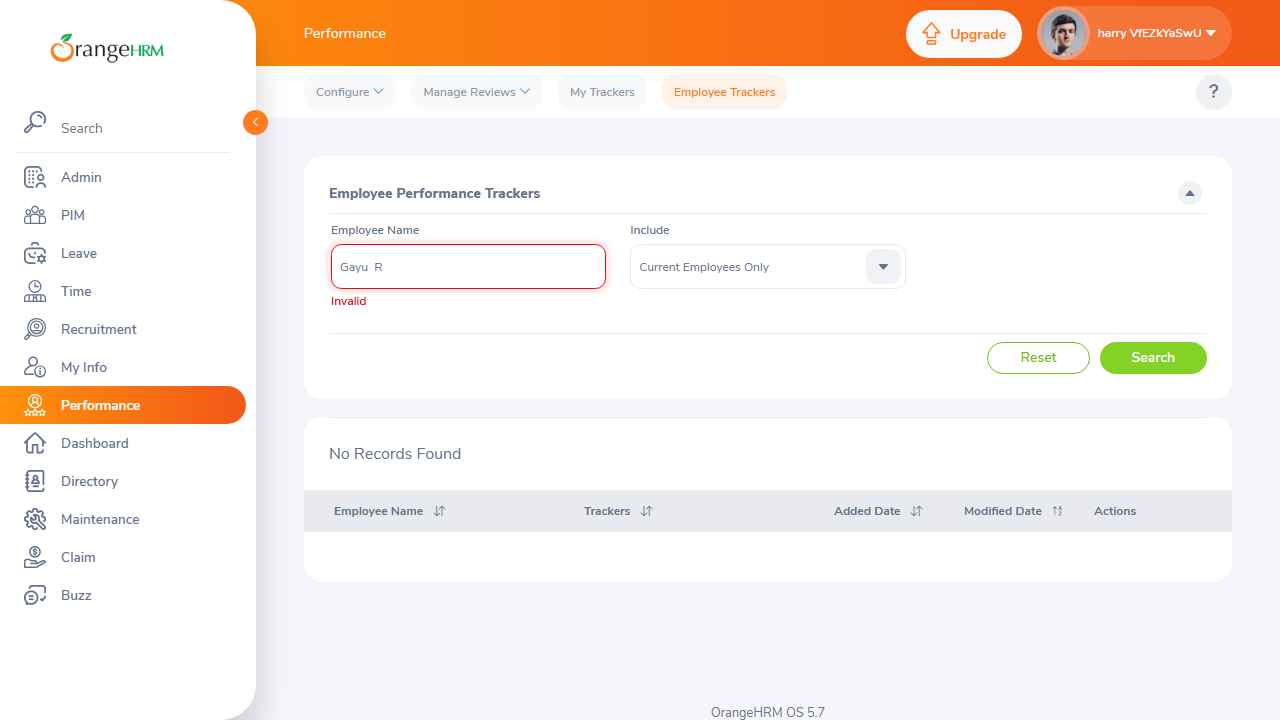 OrangeHRM
Performance
Upgrade
harry VfEZkYaSwU
Configure
Manage Reviews
My Trackers
Employee Trackers
?
Search
Admin
PIM
Leave
Time
Recruitment
My Info
Performance
Dashboard
Directory
Maintenance
Claim
Buzz
Employee Performance Trackers
Employee Name
Include
Gayu  R
Current Employees Only
Invalid
Reset
Search
No Records Found
Employee Name
Trackers
Added Date
Modified Date
Actions
OrangeHRM OS 5.7